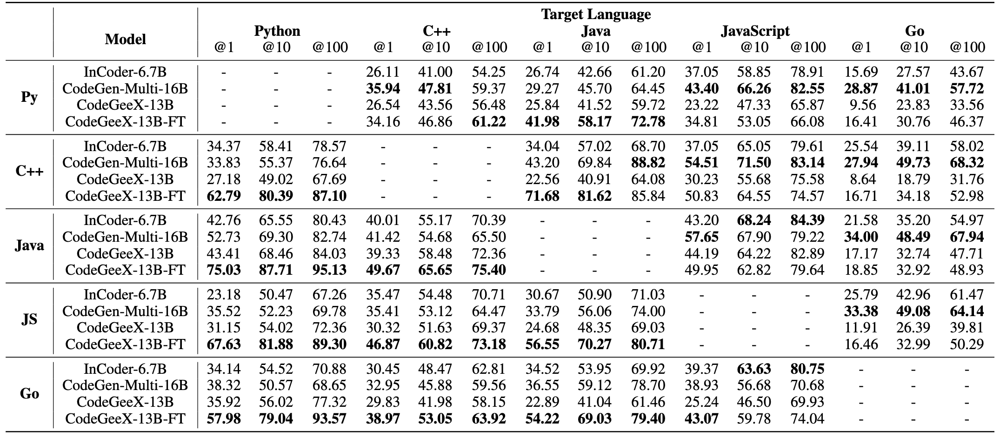 Target Language
Model Python C++ Java JavaScript Go
@1 @10 @100 @1 @10 @100 @1 @10 @100 @1 @10 @100 @1 @10 @100
Py
InCoder-6.7B - - - 26.11 41.00 54.25 26.74 42.66 61.20 37.05 58.85 78.91 15.69 27.57 43.67
CodeGen-Multi-16B - - - 35.94 47.81 59.37 29.27 45.70 64.45 43.40 66.26 82.55 28.87 41.01 57.72
CodeGeeX-13B - - - 26.54 43.56 56.48 25.84 41.52 59.72 23.22 47.33 65.87 9.56 23.83 33.56
CodeGeeX-13B-FT - - - 34.16 46.86 61.22 41.98 58.17 72.78 34.81 53.05 66.08 16.41 30.76 46.37
C++
InCoder-6.7B 34.37 58.41 78.57 - - - 34.04 57.02 68.70 37.05 65.05 79.61 25.54 39.11 58.02
CodeGen-Multi-16B 33.83 55.37 76.64 - - - 43.20 69.84 88.82 54.51 71.50 83.14 27.94 49.73 68.32
CodeGeeX-13B 27.18 49.02 67.69 - - - 22.56 40.91 64.08 30.23 55.68 75.58 8.64 18.79 31.76
CodeGeeX-13B-FT 62.79 80.39 87.10 - - - 71.68 81.62 85.84 50.83 64.55 74.57 16.71 34.18 52.98
Java
InCoder-6.7B 42.76 65.55 80.43 40.01 55.17 70.39 - - - 43.20 68.24 84.39 21.58 35.20 54.97
CodeGen-Multi-16B 52.73 69.30 82.74 41.42 54.68 65.50 - - - 57.65 67.90 79.22 34.00 48.49 67.94
CodeGeeX-13B 43.41 68.46 84.03 39.33 58.48 72.36 - - - 44.19 64.22 82.89 17.17 32.74 47.71
CodeGeeX-13B-FT 75.03 87.71 95.13 49.67 65.65 75.40 - - - 49.95 62.82 79.64 18.85 32.92 48.93
JS
InCoder-6.7B 23.18 50.47 67.26 35.47 54.48 70.71 30.67 50.90 71.03 - - - 25.79 42.96 61.47
CodeGen-Multi-16B 35.52 52.23 69.78 35.41 53.12 64.47 33.79 56.06 74.00 - - - 33.38 49.08 64.14
CodeGeeX-13B 31.15 54.02 72.36 30.32 51.63 69.37 24.68 48.35 69.03 - - - 11.91 26.39 39.81
CodeGeeX-13B-FT 67.63 81.88 89.30 46.87 60.82 73.18 56.55 70.27 80.71 - - - 16.46 32.99 50.29
Go
InCoder-6.7B 34.14 54.52 70.88 30.45 48.47 62.81 34.52 53.95 69.92 39.37 63.63 80.75 - - -
CodeGen-Multi-16B 38.32 50.57 68.65 32.95 45.88 59.56 36.55 59.12 78.70 38.93 56.68 70.68 - - -
CodeGeeX-13B 35.92 56.02 77.32 29.83 41.98 58.15 22.89 41.04 61.46 25.24 46.50 69.93 - - -
CodeGeeX-13B-FT 57.98 79.04 93.57 38.97 53.05 63.92 54.22 69.03 79.40 43.07 59.78 74.04 - - -